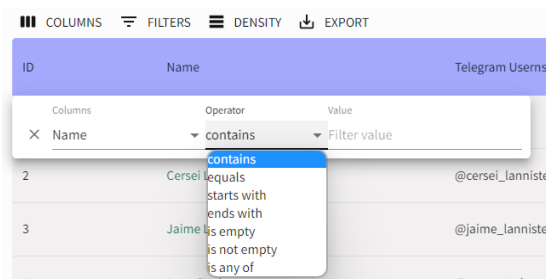 COLUMNS FILTERS DENSITY EXPORT
ID Name Telegram Userns
Columns Operator Value
Name contains Filter value
contains
equals
starts with
ends with
is empty
is not empty
is any of
2 Cersei L @cersei_lanniste
3 Jaime L @jaime_lanniste